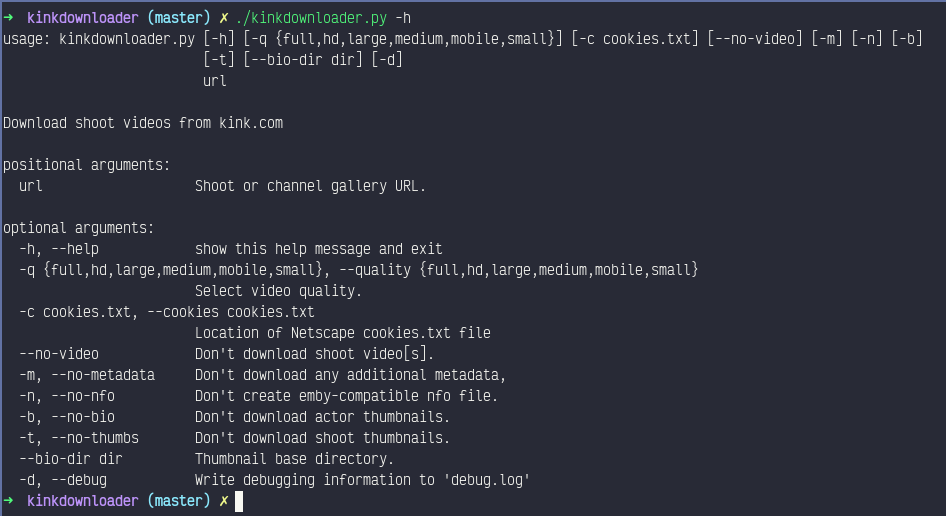 ➜ kinkdownloader (master) ✗ ./kinkdownloader.py -h
usage: kinkdownloader.py [-h] [-q {full,hd,large,medium,mobile,small}] [-c cookies.txt] [--no-video] [-m] [-n] [-b]
[-t] [--bio-dir dir] [-d]
url
Download shoot videos from kink.com
positional arguments:
url Shoot or channel gallery URL.
optional arguments:
-h, --help show this help message and exit
-q {full,hd,large,medium,mobile,small}, --quality {full,hd,large,medium,mobile,small}
Select video quality.
-c cookies.txt, --cookies cookies.txt
Location of Netscape cookies.txt file
--no-video Don't download shoot video[s].
-m, --no-metadata Don't download any additional metadata,
-n, --no-nfo Don't create emby-compatible nfo file.
-b, --no-bio Don't download actor thumbnails.
-t, --no-thumbs Don't download shoot thumbnails.
--bio-dir dir Thumbnail base directory.
-d, --debug Write debugging information to 'debug.log'
➜ kinkdownloader (master) ✗